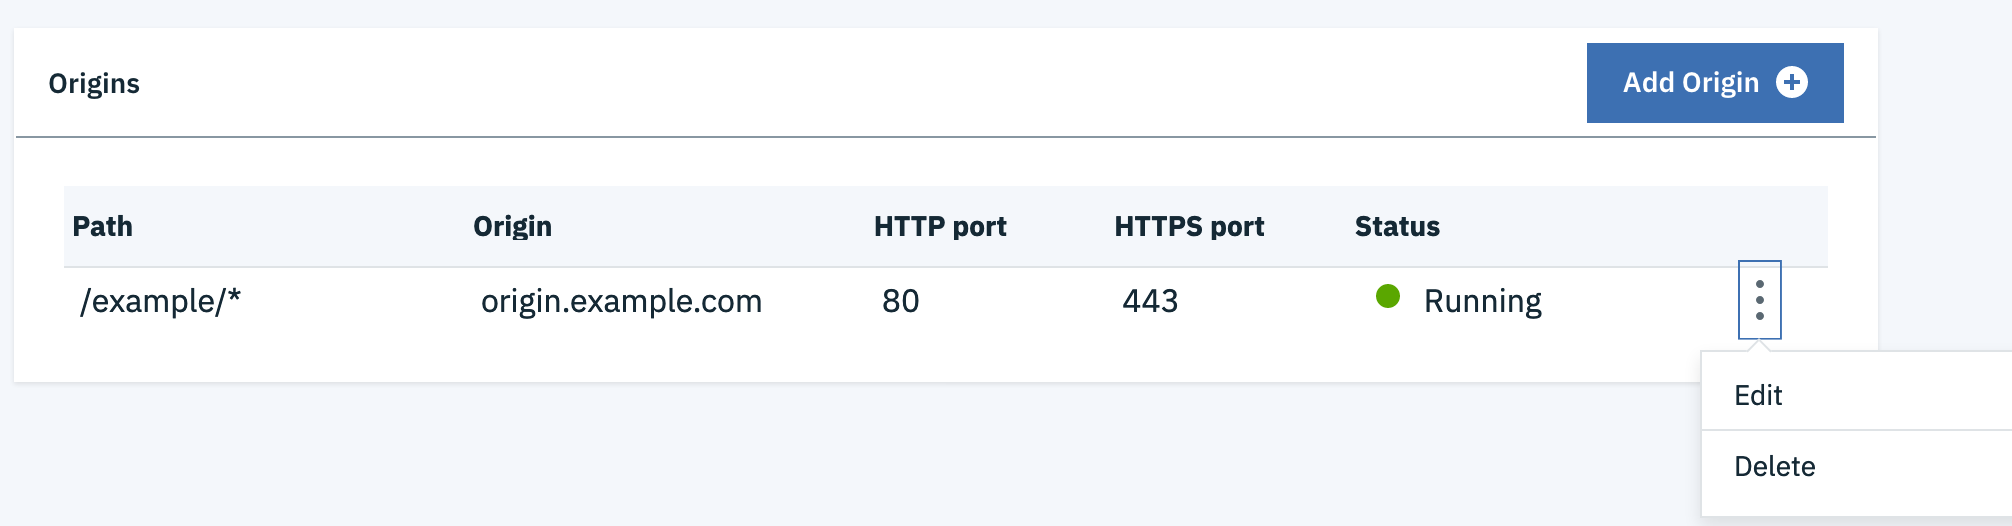 Origins
Add Origin
Path Origin HTTP port HTTPS port Status
/example/* origin.example.com 80 443 Running
Edit
Delete